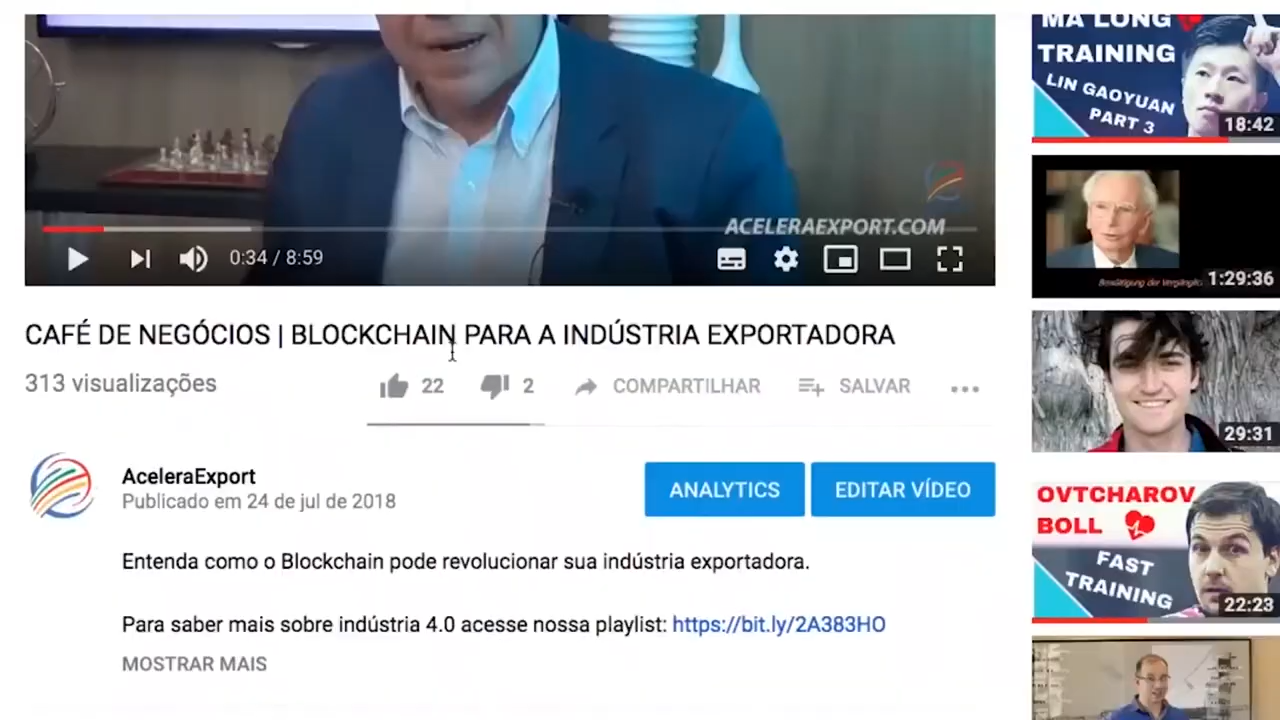 ACELERAEXPORT.COM
0:34 / 8:59
CAFÉ DE NEGÓCIOS | BLOCKCHAIN PARA A INDÚSTRIA EXPORTADORA
313 visualizações
22
2
COMPARTILHAR
SALVAR
AceleraExport
Publicado em 24 de jul de 2018
ANALYTICS
EDITAR VÍDEO
Entenda como o Blockchain pode revolucionar sua indústria exportadora.
Para saber mais sobre indústria 4.0 acesse nossa playlist: https://bit.ly/2A383HO
MOSTRAR MAIS
MA LONG
TRAINING
LIN GAOYUAN
PART 3
18:42
1:29:36
29:31
OVTCHAROV
BOLL
FAST
TRAINING
22:23